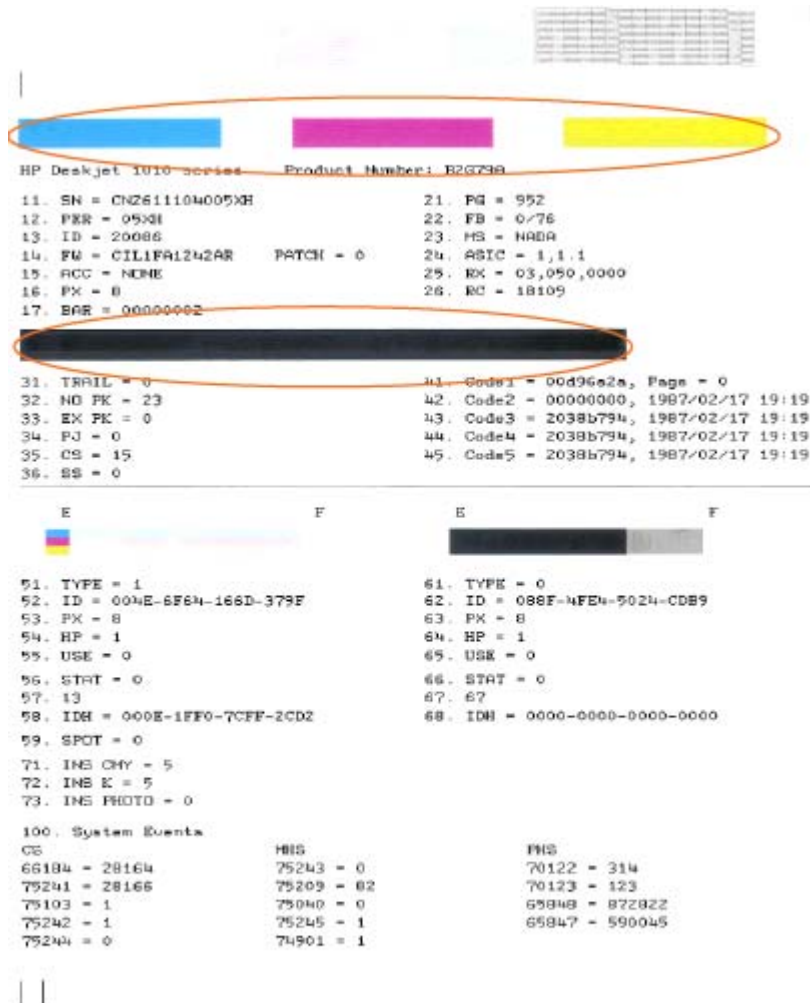 HP Deskjet 1010 series Product Number: B2G79A
11. SN = CNZ611104005XH
21. PG = 952
12. PER = 05XH
22. FB = 0/76
13. ID = 20086
23. MS = NADA
14. FW = CIL1FA1242AR PATCH = 0
24. ASIC = 1,1.1
15. ACC = NONE
25. RX = 03,050,0000
16. PX = 8
26. RC = 18109
17. BAR = 00000002
31. TRAIL = 0
41. Code1 = 00d96a2a, Page = 0
32. NO PK = 23
42. Code2 = 00000000, 1987/02/17 19:19
33. EX PK = 0
43. Code3 = 2038b794, 1987/02/17 19:19
34. PJ = 0
44. Code4 = 2038b794, 1987/02/17 19:19
35. CS = 15
45. Code5 = 2038b794, 1987/02/17 19:19
36. SS = 0
E F E F
51. TYPE = 1
61. TYPE = 0
52. ID = 004E-6F64-166D-379F
62. ID = 088F-4FE4-5024-CDB9
53. PX = 8
63. PX = 8
54. HP = 1
64. HP = 1
55. USE = 0
65. USE = 0
56. STAT = 0
66. STAT = 0
57. 13
67. 67
58. IDH = 000E-1FF0-7CFF-2CD2
68. IDH = 0000-0000-0000-0000
59. SPOT = 0
71. INS CMY = 5
72. INS K = 5
73. INS PHOTO = 0
100. System Events
CS MHS PHS
66184 = 28164 75243 = 0 70122 = 314
75241 = 28166 75209 = 82 70123 = 123
75103 = 1 75040 = 0 65848 = 872822
75242 = 1 75245 = 1 65847 = 590045
75244 = 0 74901 = 1